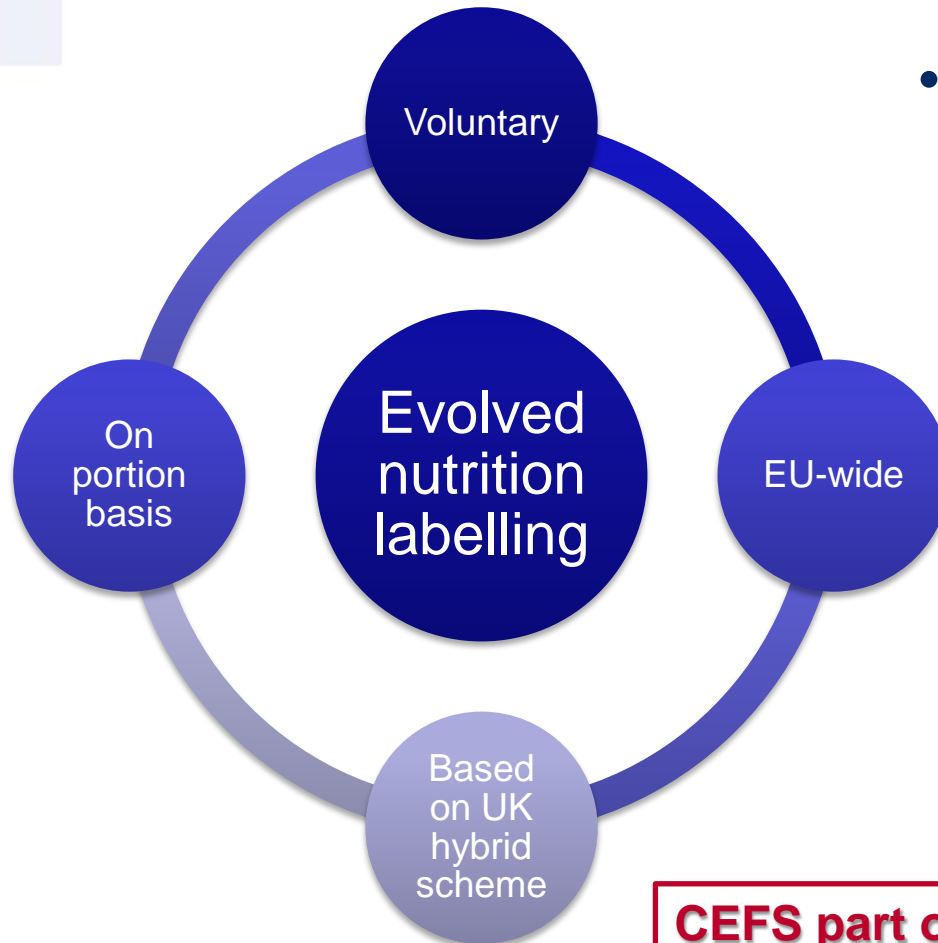 •
Voluntary
Evolved
nutrition
labelling
On
portion
basis
EU-wide
Based
on UK
hybrid
scheme
CEFS part o